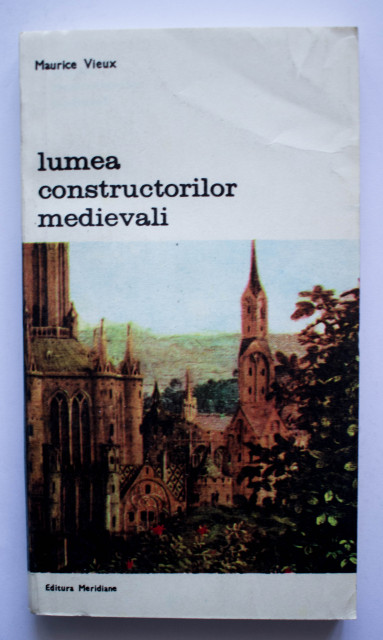 Maurice Vieux
lumea
constructorilor
medievali
Editura Meridiane